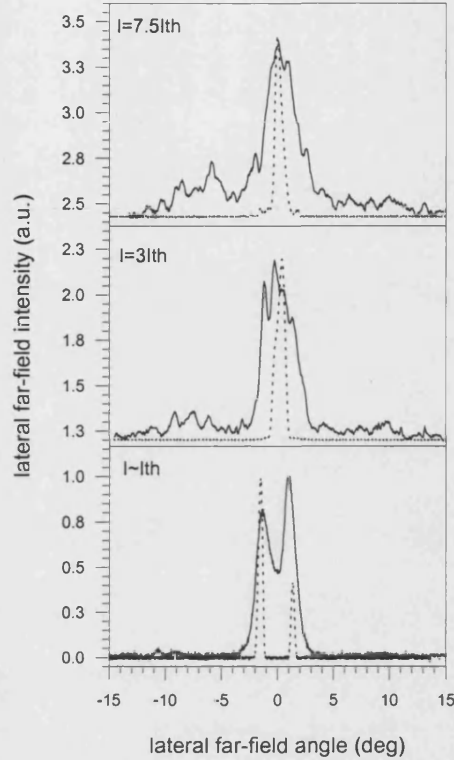 3.5
I=7.5Ith
3.3
3.0
2.8
2.5
2.3
I=3Ith
2.0
1.8
1.5
1.3
1.0
I~Ith
0.8
0.5
0.3
0.0
-15 -10 -5 0 5 10 15
lateral far-field intensity (a.u.)
lateral far-field angle (deg)